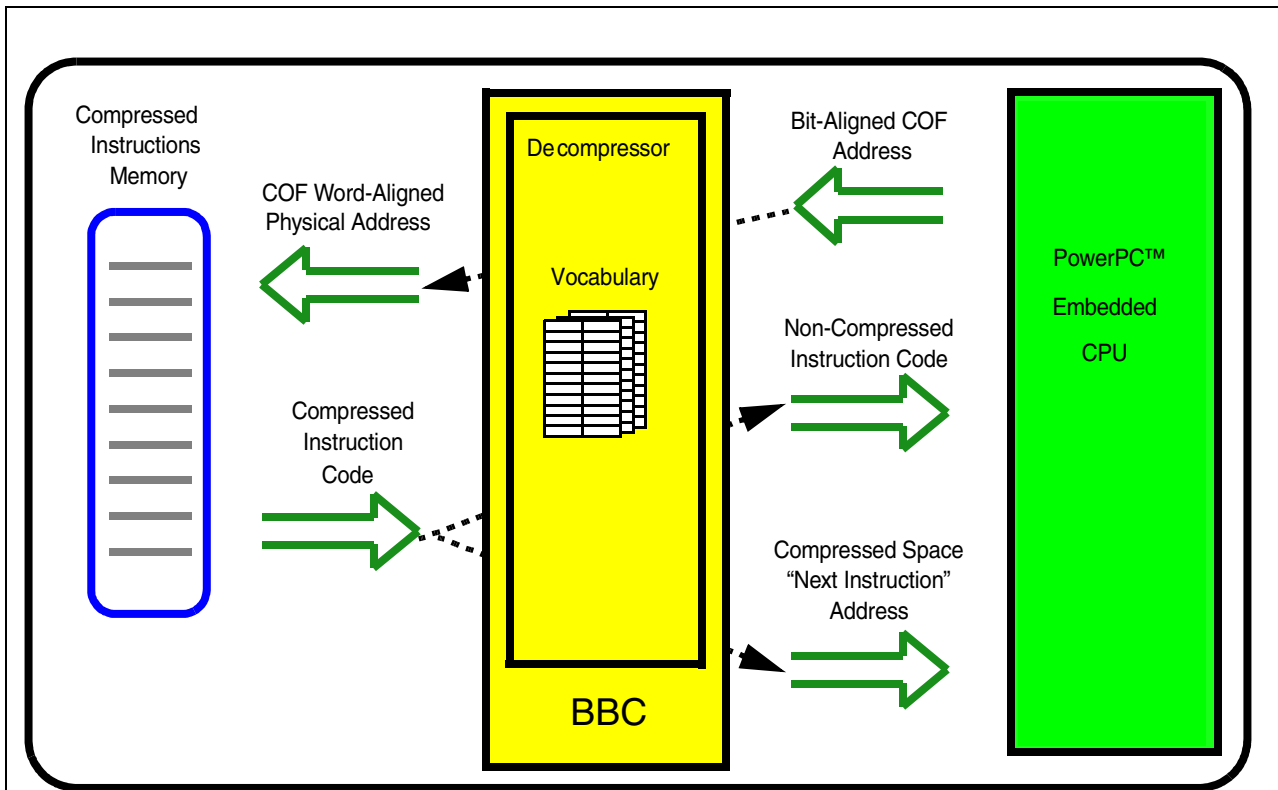 Compressed
Instructions
Memory
COF Word-Aligned
Physical Address
Compressed
Instruction
Code
Decompressor
Vocabulary
BBC
Bit-Aligned COF
Address
Non-Compressed
Instruction Code
Compressed Space
“Next Instruction”
Address
PowerPC™
Embedded
CPU